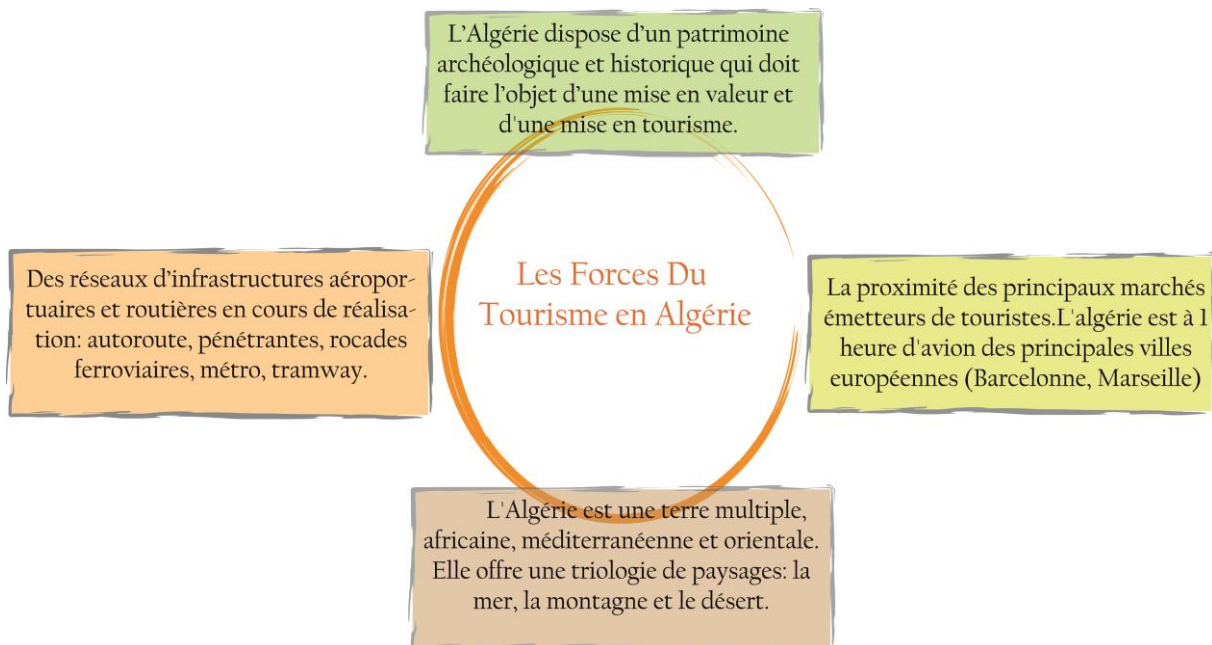 L’Algérie dispose d’un patrimoine
archéologique et historique qui doit
faire l’objet d’une mise en valeur et
d'une mise en tourisme.
Des réseaux d’infrastructures aéropor-
tuaires et routières en cours de réalisa-
tion: autoroute, pénétrantes, rocades
ferroviaires, métro, tramway.
Les Forces Du
Tourisme en Algérie
La proximité des principaux marchés
émetteurs de touristes.L'algérie est à 1
heure d'avion des principales villes
européennes (Barcelonne, Marseille)
L'Algérie est une terre multiple,
africaine, méditerranéenne et orientale.
Elle offre une triologie de paysages: la
mer, la montagne et le désert.